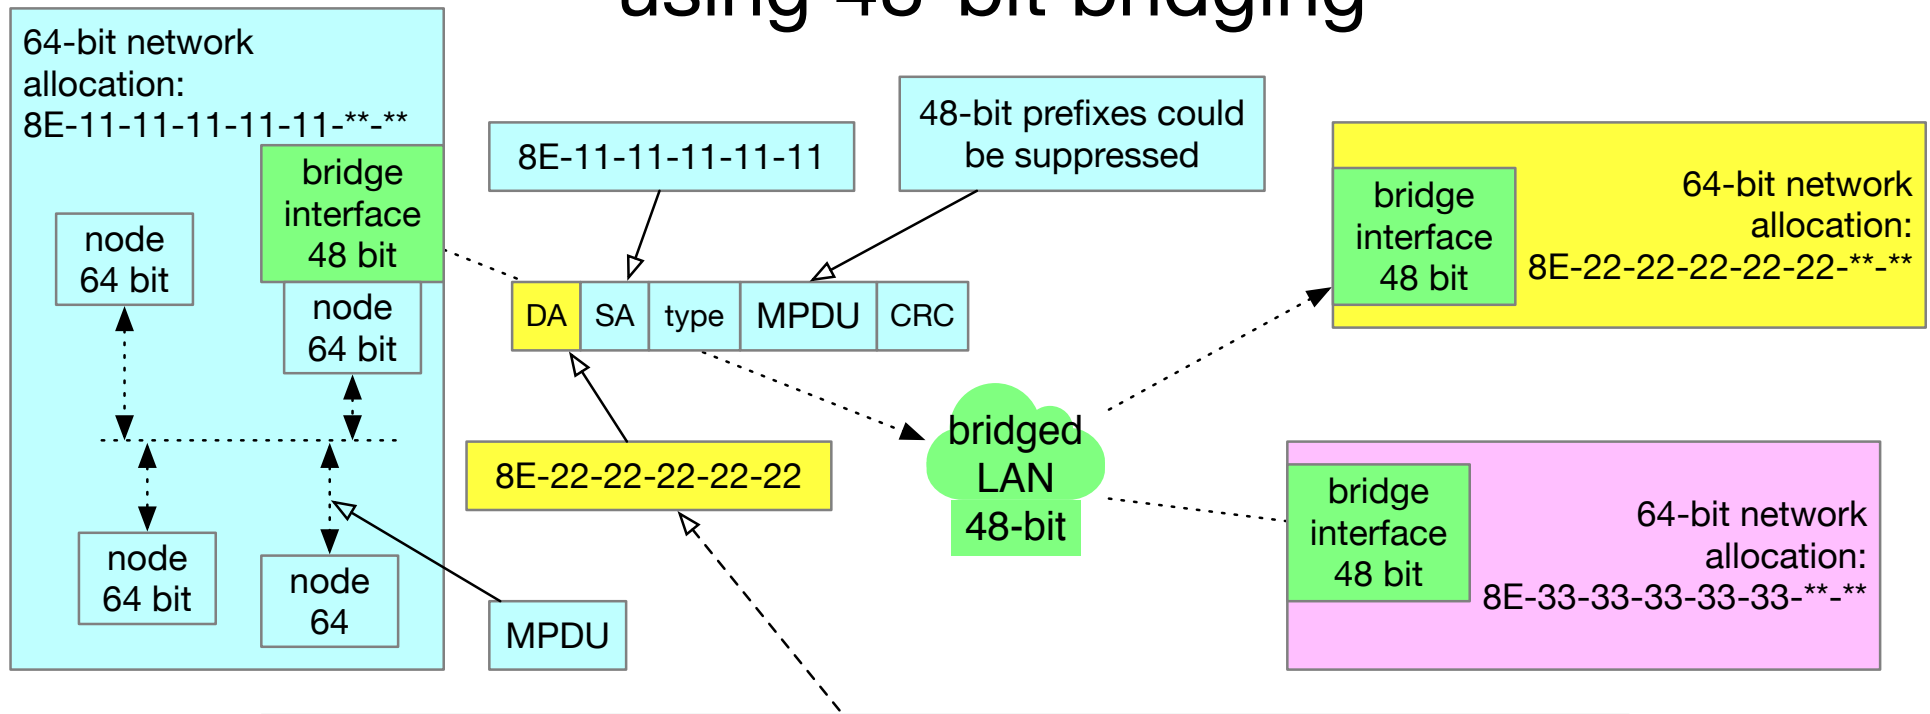 using 48-bit bridging
64-bit network
allocation:
8E-11-11-11-11-11-**-**
bridge
interface
48 bit
node
64 bit
node
64 bit
node
64 bit
node
64
8E-11-11-11-11-11
48-bit prefixes could
be suppressed
DA SA type MPDU CRC
8E-22-22-22-22-22
MPDU
bridged
LAN
48-bit
bridge
interface
48 bit
64-bit network
allocation:
8E-22-22-22-22-22-**-**
bridge
interface
48 bit
64-bit network
allocation:
8E-33-33-33-33-33-**-**